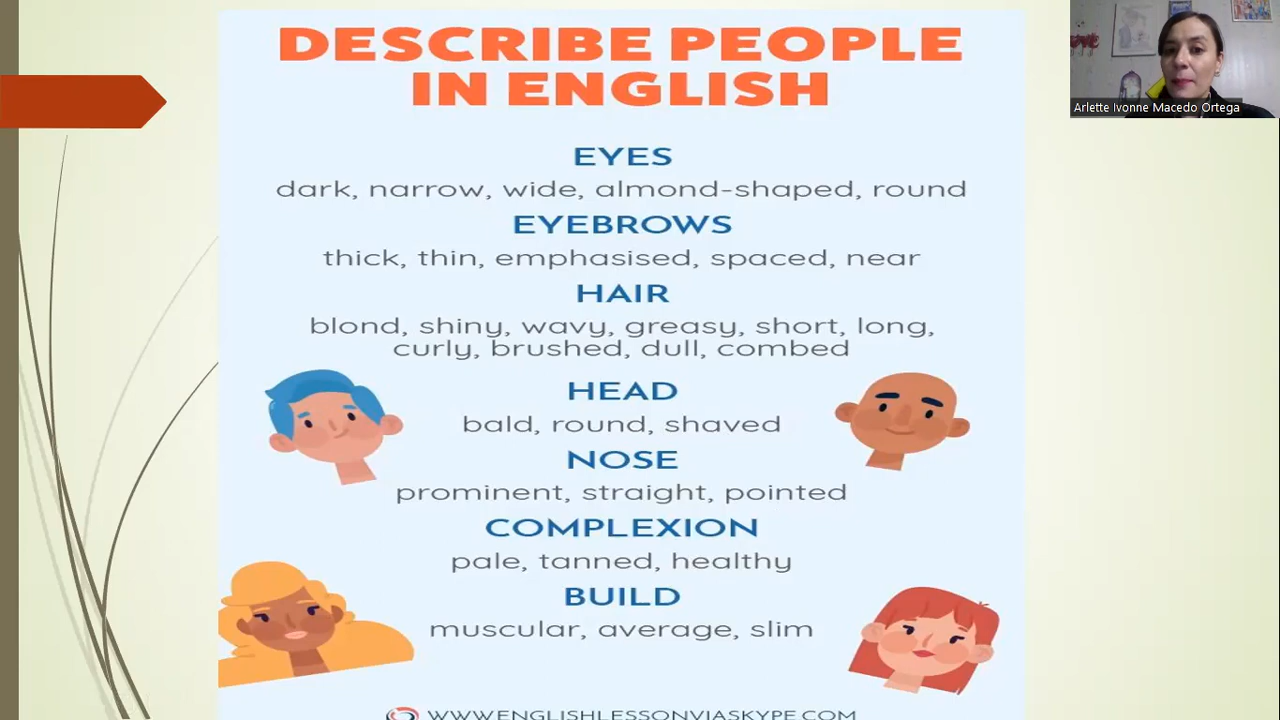 DESCRIBE PEOPLE
IN ENGLISH
EYES
dark, narrow, wide, almond-shaped, round
EYEBROWS
thick, thin, emphasised, spaced, near
HAIR
blond, shiny, wavy, greasy, short, long,
curly, brushed, dull, combed
HEAD
bald, round, shaved
NOSE
prominent, straight, pointed
COMPLEXION
pale, tanned, healthy
BUILD
muscular, average, slim
WWW.ENGLISHLESSONVIASKYPE.COM
Arlette Ivonne Macedo Ortega